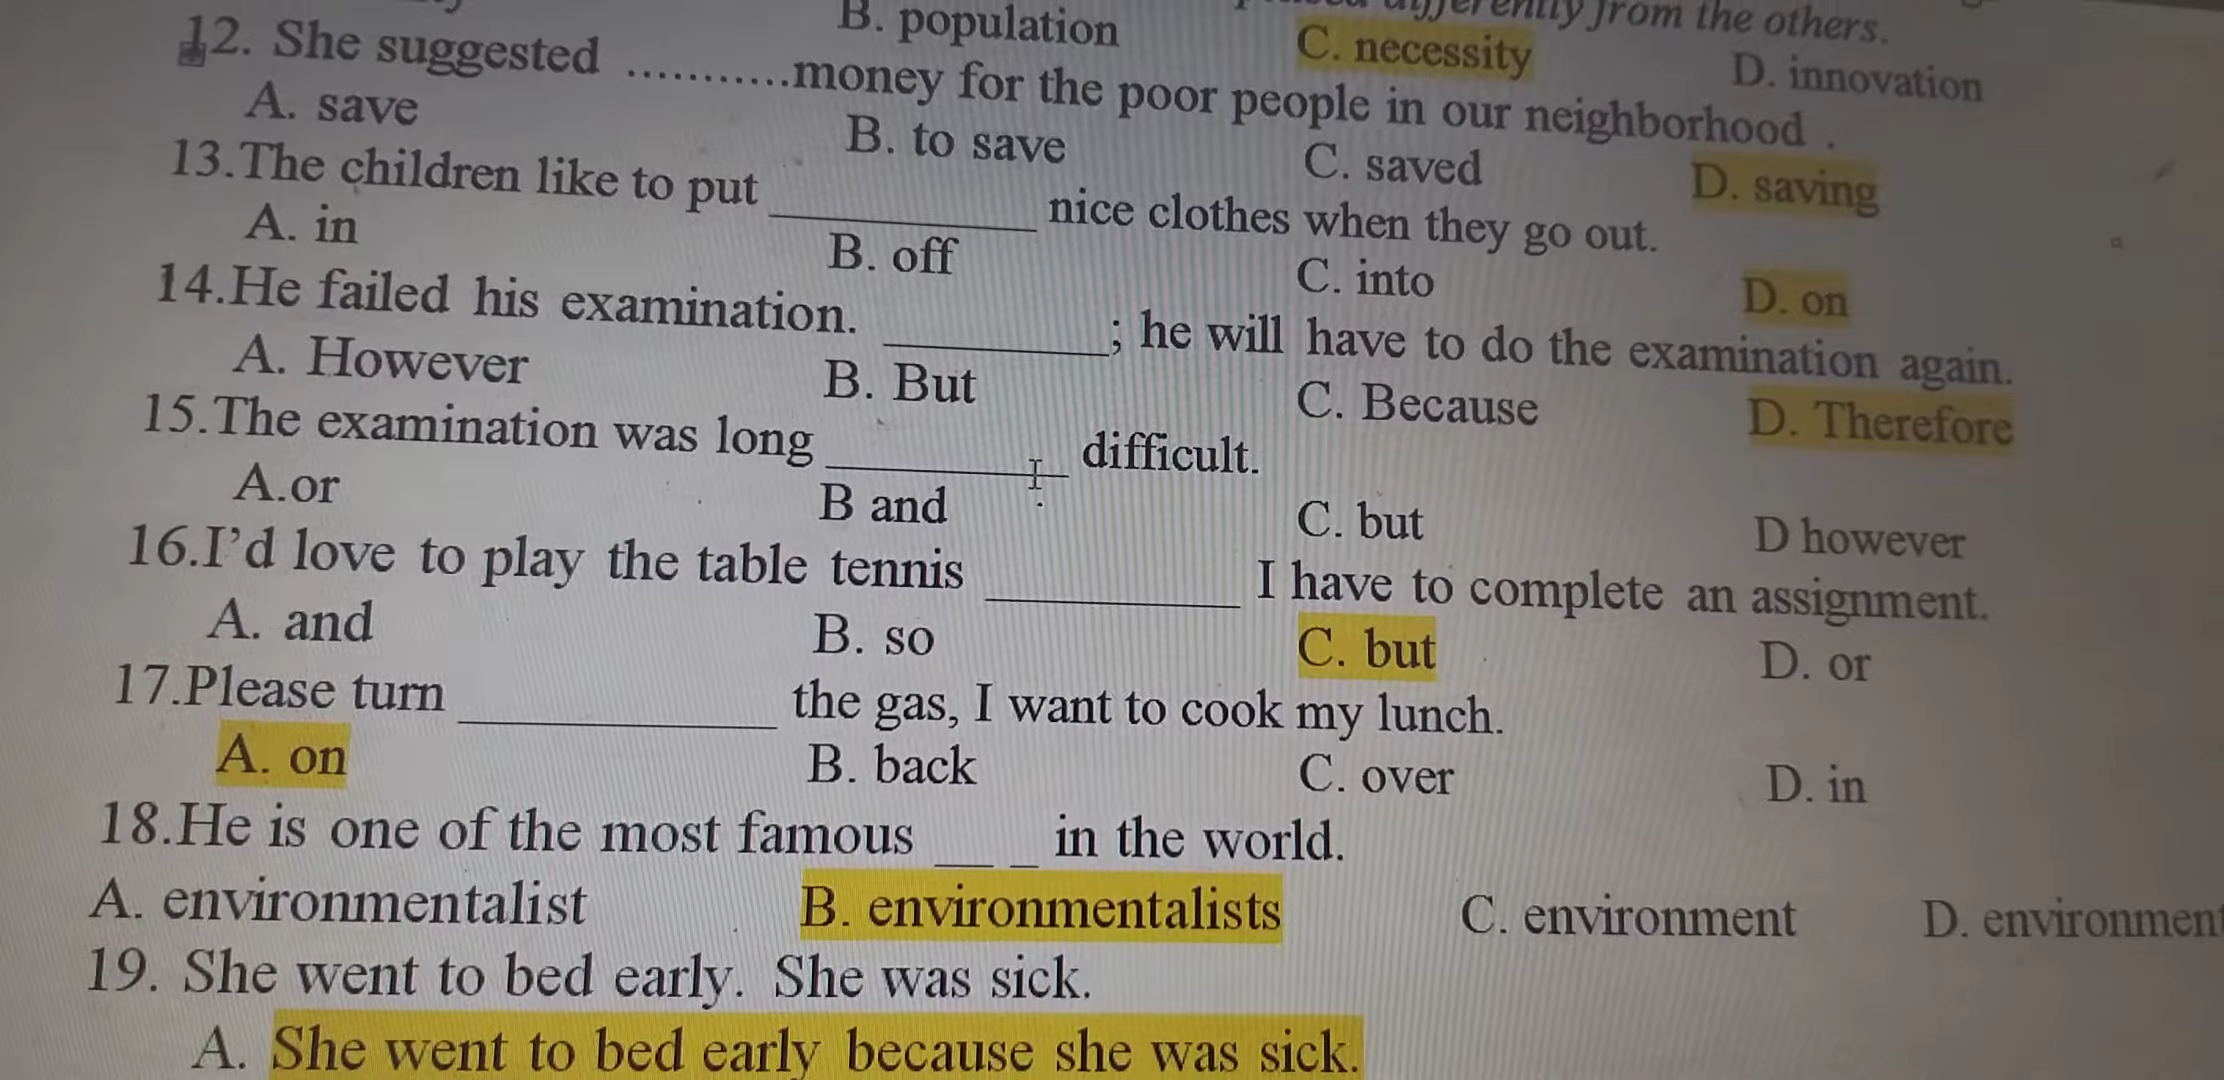 from the others.
B. population C. necessity D. innovation
12. She suggested ...........money for the poor people in our neighborhood .
A. save B. to save C. saved D. saving
13.The children like to put __________ nice clothes when they go out.
A. in B. off C. into D. on
14.He failed his examination. _________; he will have to do the examination again.
A. However B. But C. Because D. Therefore
15.The examination was long _________ difficult.
A.or B and C. but D however
16.I'd love to play the table tennis _________ I have to complete an assignment.
A. and B. so C. but D. or
17.Please turn ____________ the gas, I want to cook my lunch.
A. on B. back C. over D. in
18.He is one of the most famous __ _ in the world.
A. environmentalist B. environmentalists C. environment D. environment
19. She went to bed early. She was sick.
A. She went to bed early because she was sick.